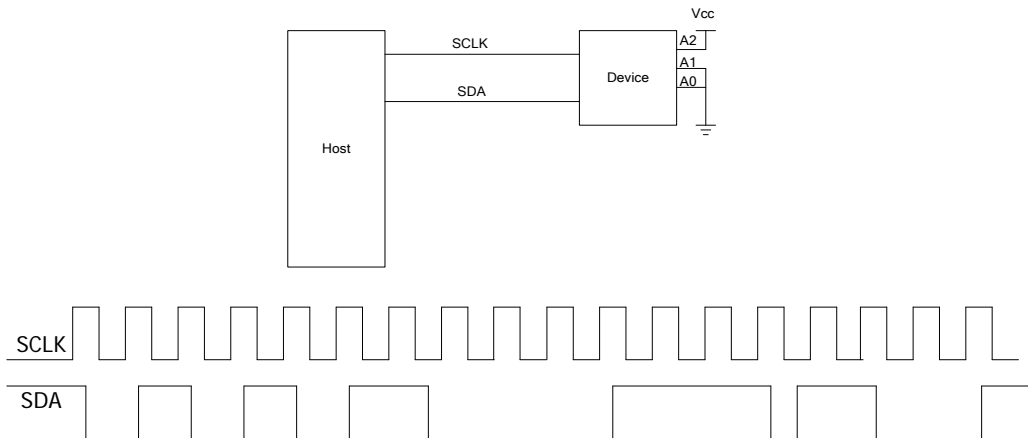 Vcc
SCLK
A2
A1
Device
A0
SDA
Host
SCLK
SDA